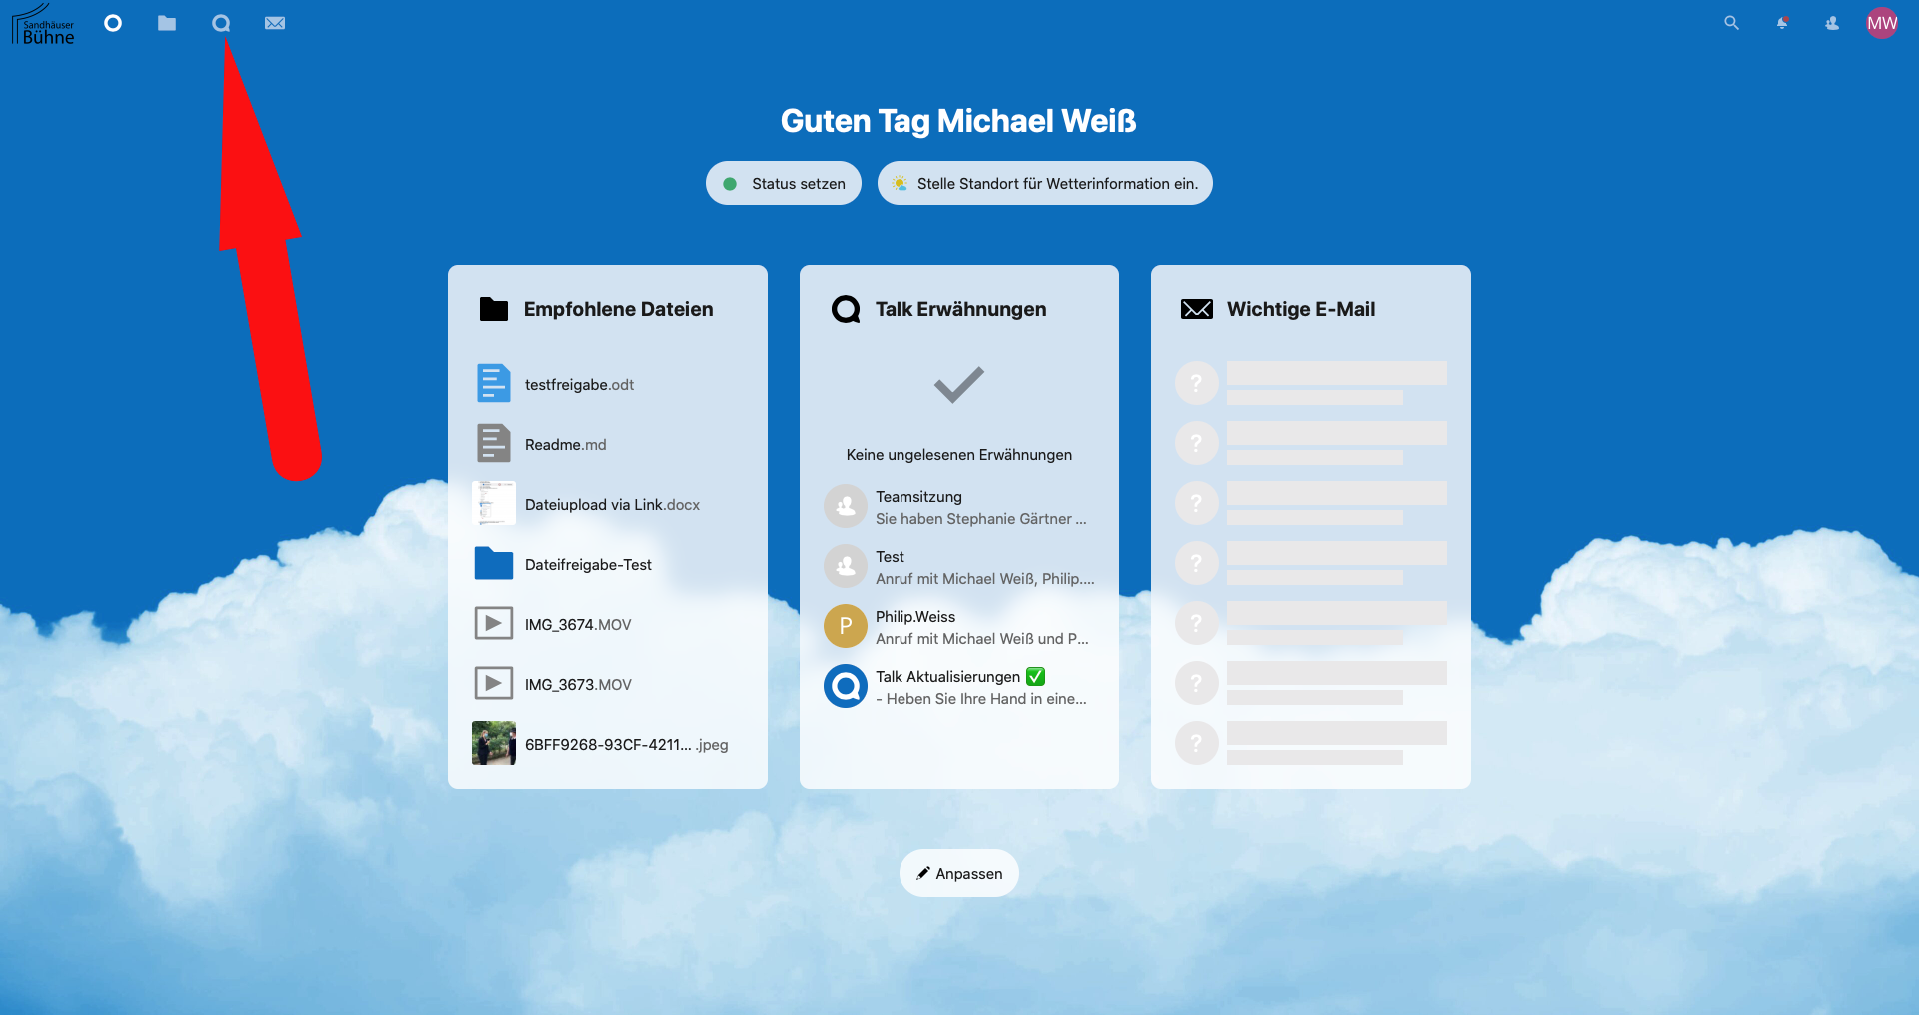 Sandhäuser
Bühne
MW
Guten Tag Michael Weiß
Status setzen
Stelle Standort für Wetterinformation ein.
Empfohlene Dateien
testfreigabe.odt
Readme.md
Dateiupload via Link.docx
Dateifreigabe-Test
IMG_3674.MOV
IMG_3673.MOV
6BFF9268-93CF-4211... .jpeg
Talk Erwähnungen
Keine ungelesenen Erwähnungen
Teamsitzung
Sie haben Stephanie Gärtner ...
Test
Anruf mit Michael Weiß, Philip....
P
Philip.Weiss
Anruf mit Michael Weiß und P...
Talk Aktualisierungen ✅
- Heben Sie Ihre Hand in eine...
Wichtige E-Mail
?
?
?
?
?
?
?
Anpassen